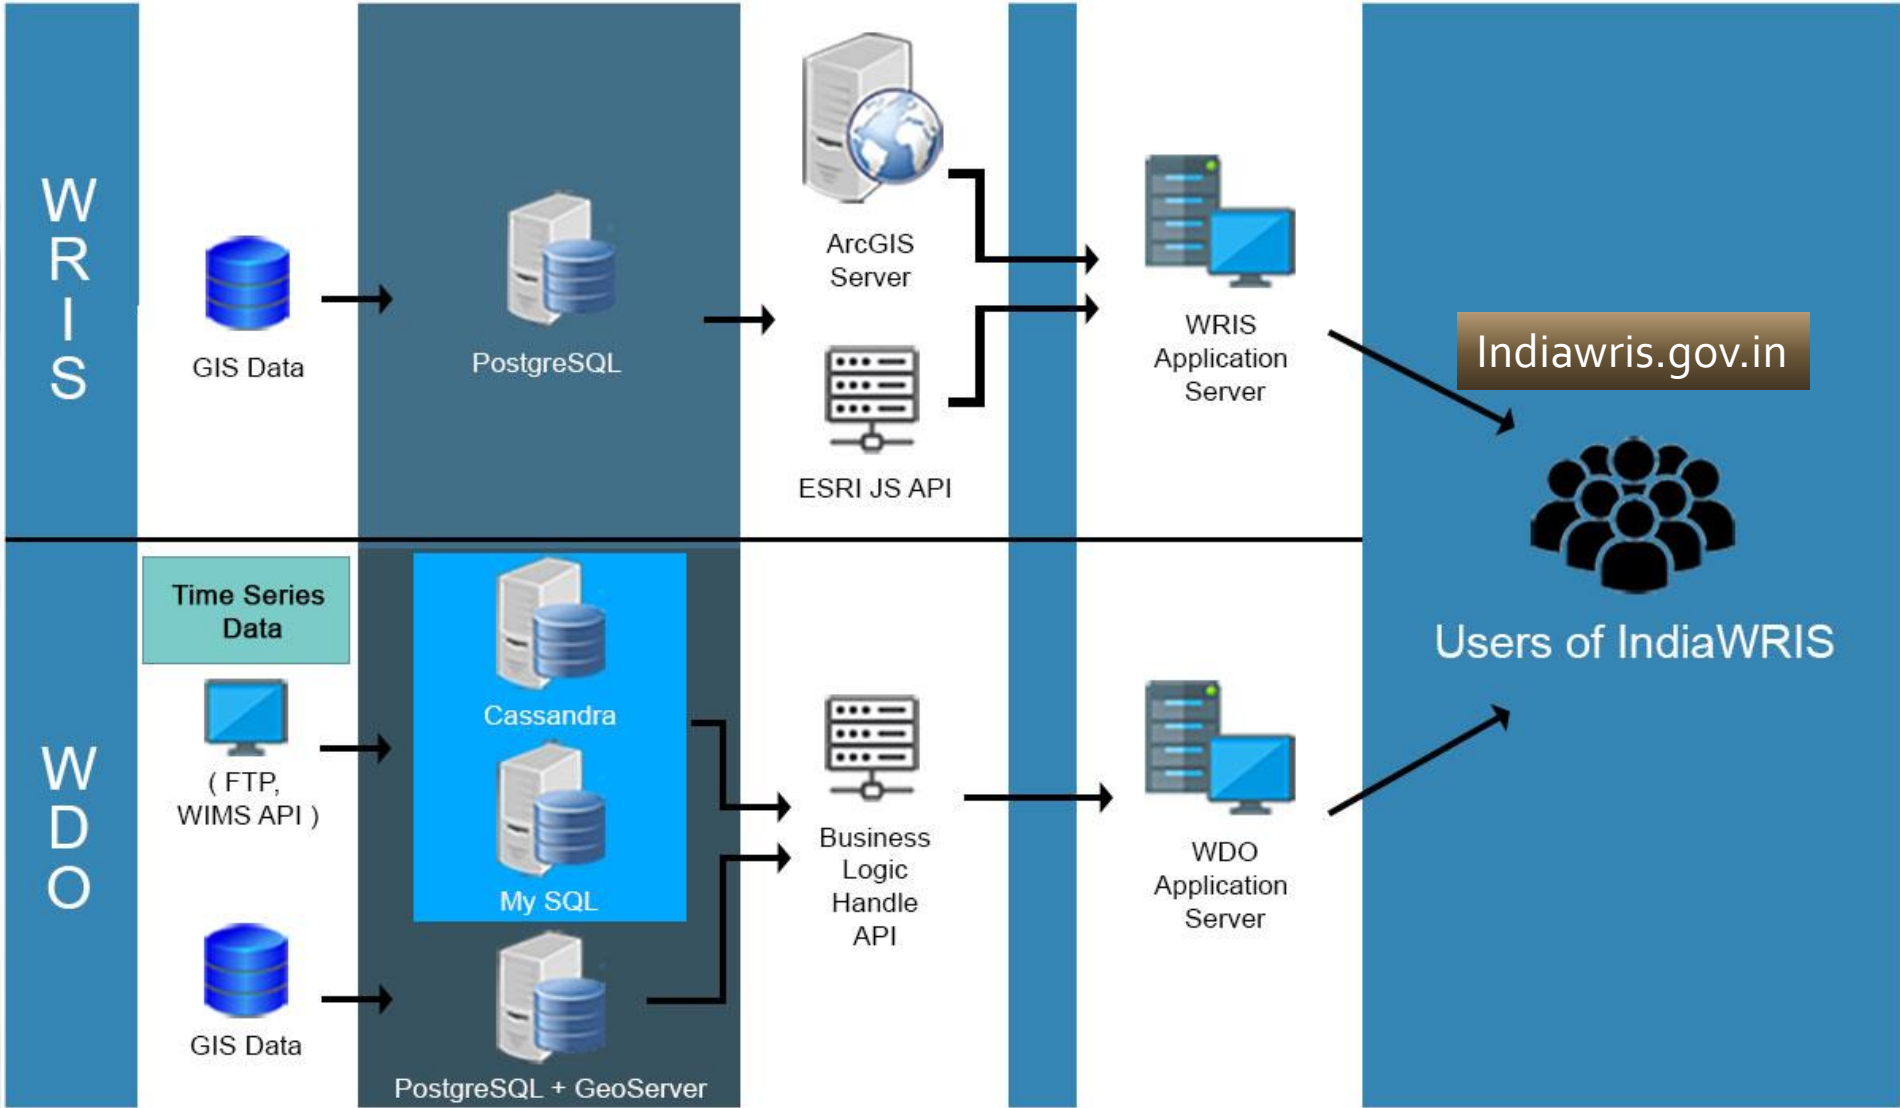 W
R
I
S
GIS Data
PostgreSQL
ArcGIS
Server
ESRI JS API
WRIS
Application
Server
Indiawris.gov.in
Users of IndiaWRIS
W
D
O
Time Series
Data
( FTP,
WIMS API )
GIS Data
Cassandra
My SQL
PostgreSQL + GeoServer
Business
Logic
Handle
API
WDO
Application
Server